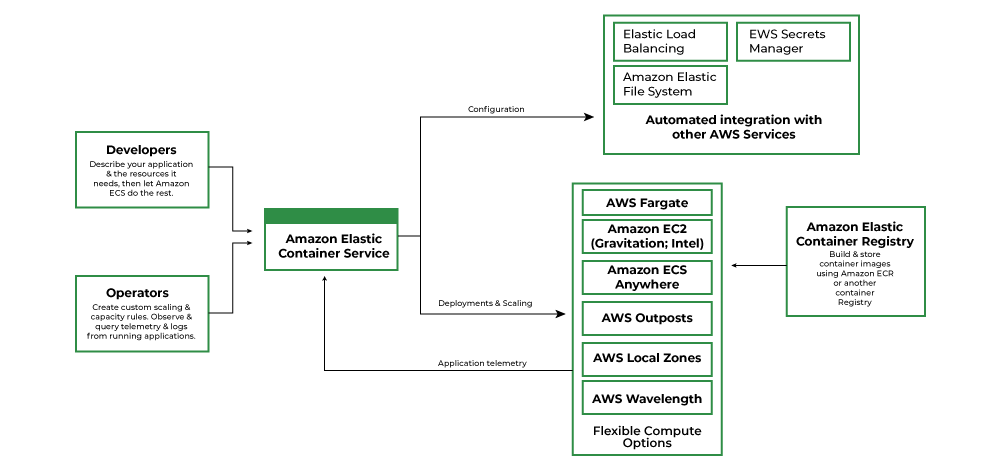 Elastic Load
Balancing
EWS Secrets
Manager
Amazon Elastic
File System
Automated integration with
other AWS Services
Configuration
Developers
Describe your application
& the resources it
needs, then let Amazon
ECS do the rest.
Amazon Elastic
Container Service
Operators
Create custom scaling &
capacity rules. Observe &
query telemetry & logs
from running applications.
Deployments & Scaling
Application telemetry
AWS Fargate
Amazon EC2
(Gravitation; Intel)
Amazon ECS
Anywhere
AWS Outposts
AWS Local Zones
AWS Wavelength
Flexible Compute
Options
Amazon Elastic
Container Registry
Build & store
container images
using Amazon ECR
or another
container
Registry